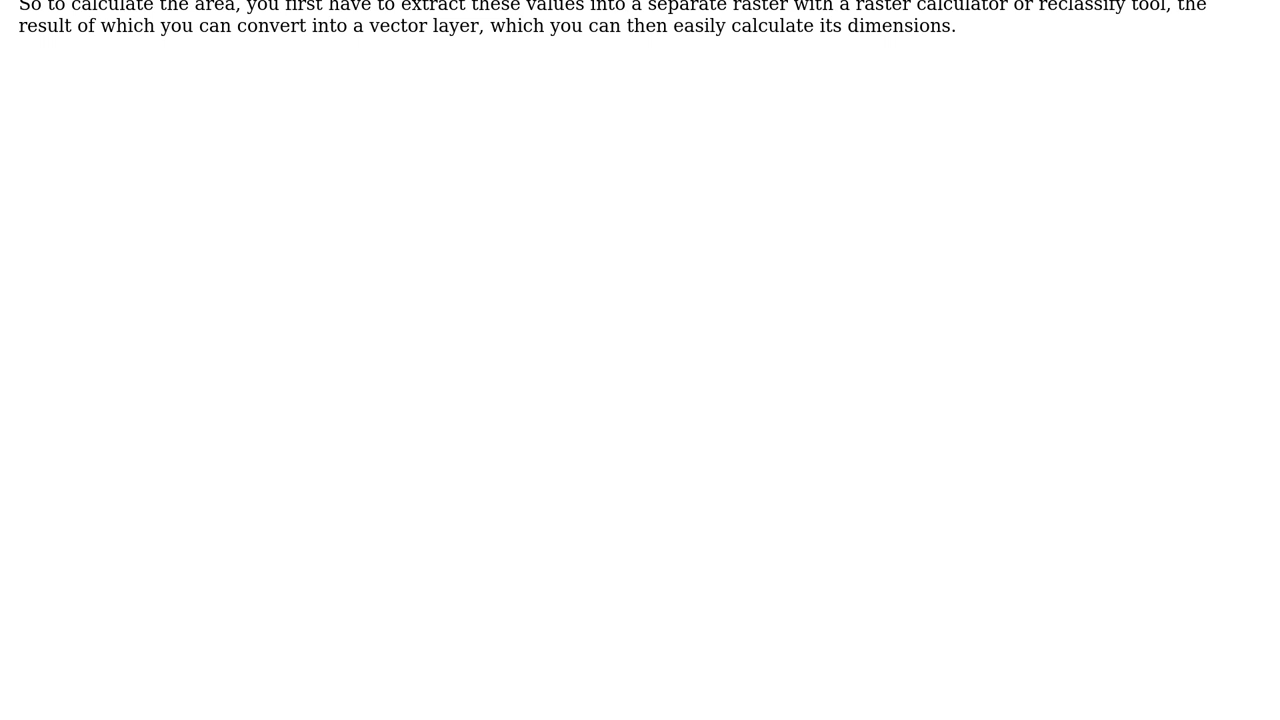 So to calculate the area, you first have to extract these values into a separate raster with a raster calculator or reclassify tool, the
result of which you can convert into a vector layer, which you can then easily calculate its dimensions.